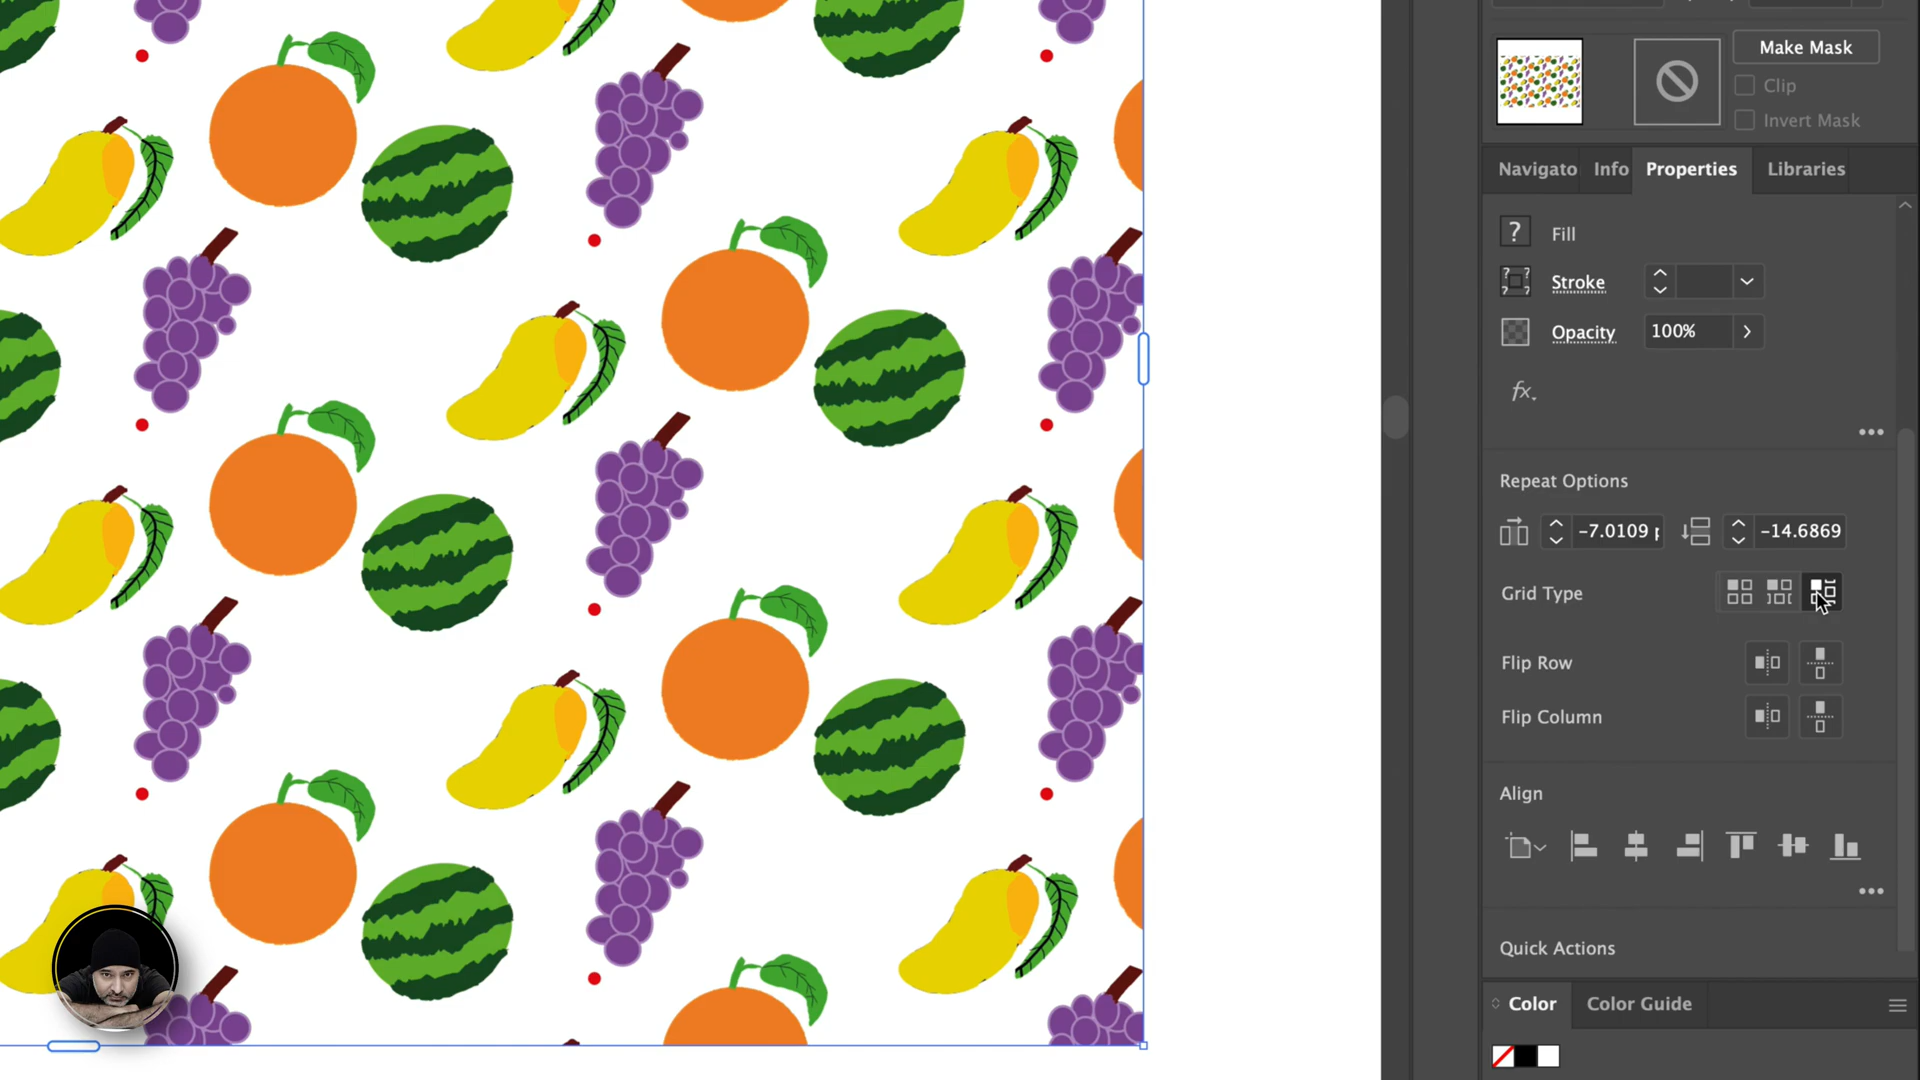 Make Mask
Clip
Invert Mask
Navigato Info Properties Libraries
? Fill
Stroke
Opacity 100%
fx
Repeat Options
-7.0109 -14.6869
Grid Type
Flip Row
Flip Column
Align
Quick Actions
Color Color Guide